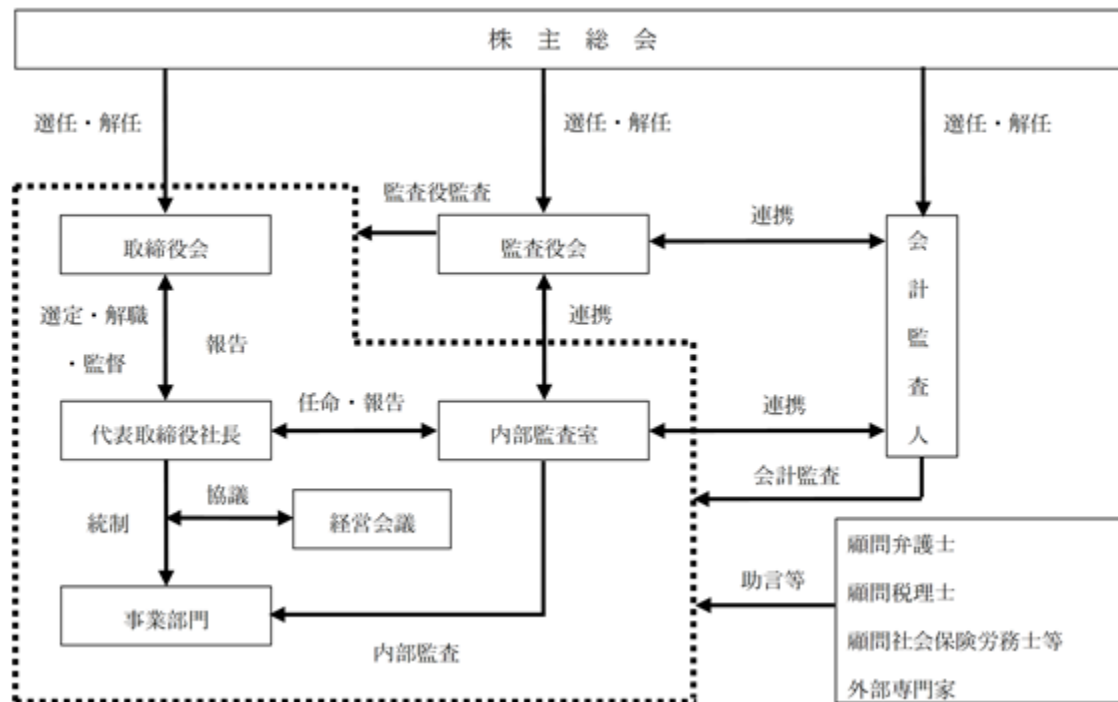 株 主 総 会
選任・解任
選任・解任
選任・解任
監査役監査
取締役会
監査役会
連携
会計監査人
選定・解職
・監督
報告
連携
代表取締役社長
任命・報告
内部監査室
連携
会計監査
統制
協議
経営会議
事業部門
内部監査
助言等
顧問弁護士
顧問税理士
顧問社会保険労務士等
外部専門家